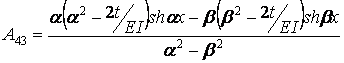 A₄₃ = (α(α² − 2t/EI)shαx − β(β² − 2t/EI)shβx) / (α² − β²)